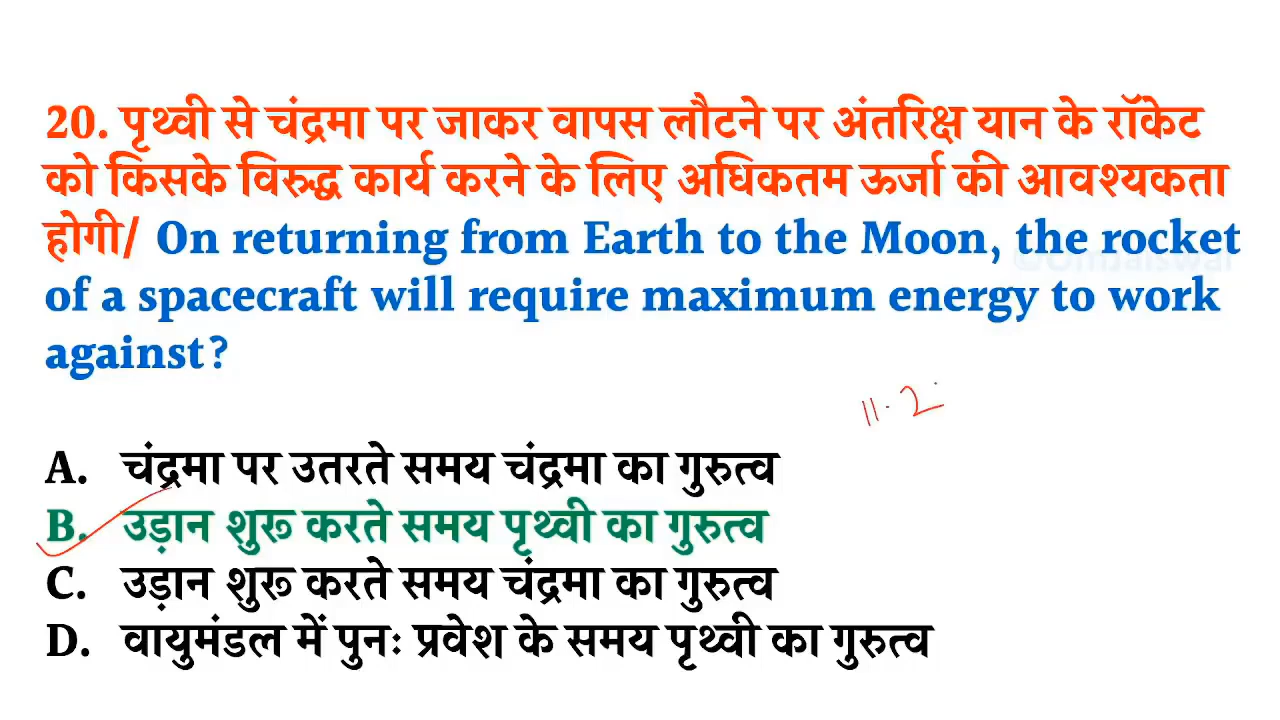 20. पृथ्वी से चंद्रमा पर जाकर वापस लौटने पर अंतरिक्ष यान के रॉकेट
को किसके विरुद्ध कार्य करने के लिए अधिकतम ऊर्जा की आवश्यकता
होगी/ On returning from Earth to the Moon, the rocket
of a spacecraft will require maximum energy to work
against?
11.2
A. चंद्रमा पर उतरते समय चंद्रमा का गुरुत्व
B. उड़ान शुरू करते समय पृथ्वी का गुरुत्व
C. उड़ान शुरू करते समय चंद्रमा का गुरुत्व
D. वायुमंडल में पुनः प्रवेश के समय पृथ्वी का गुरुत्व